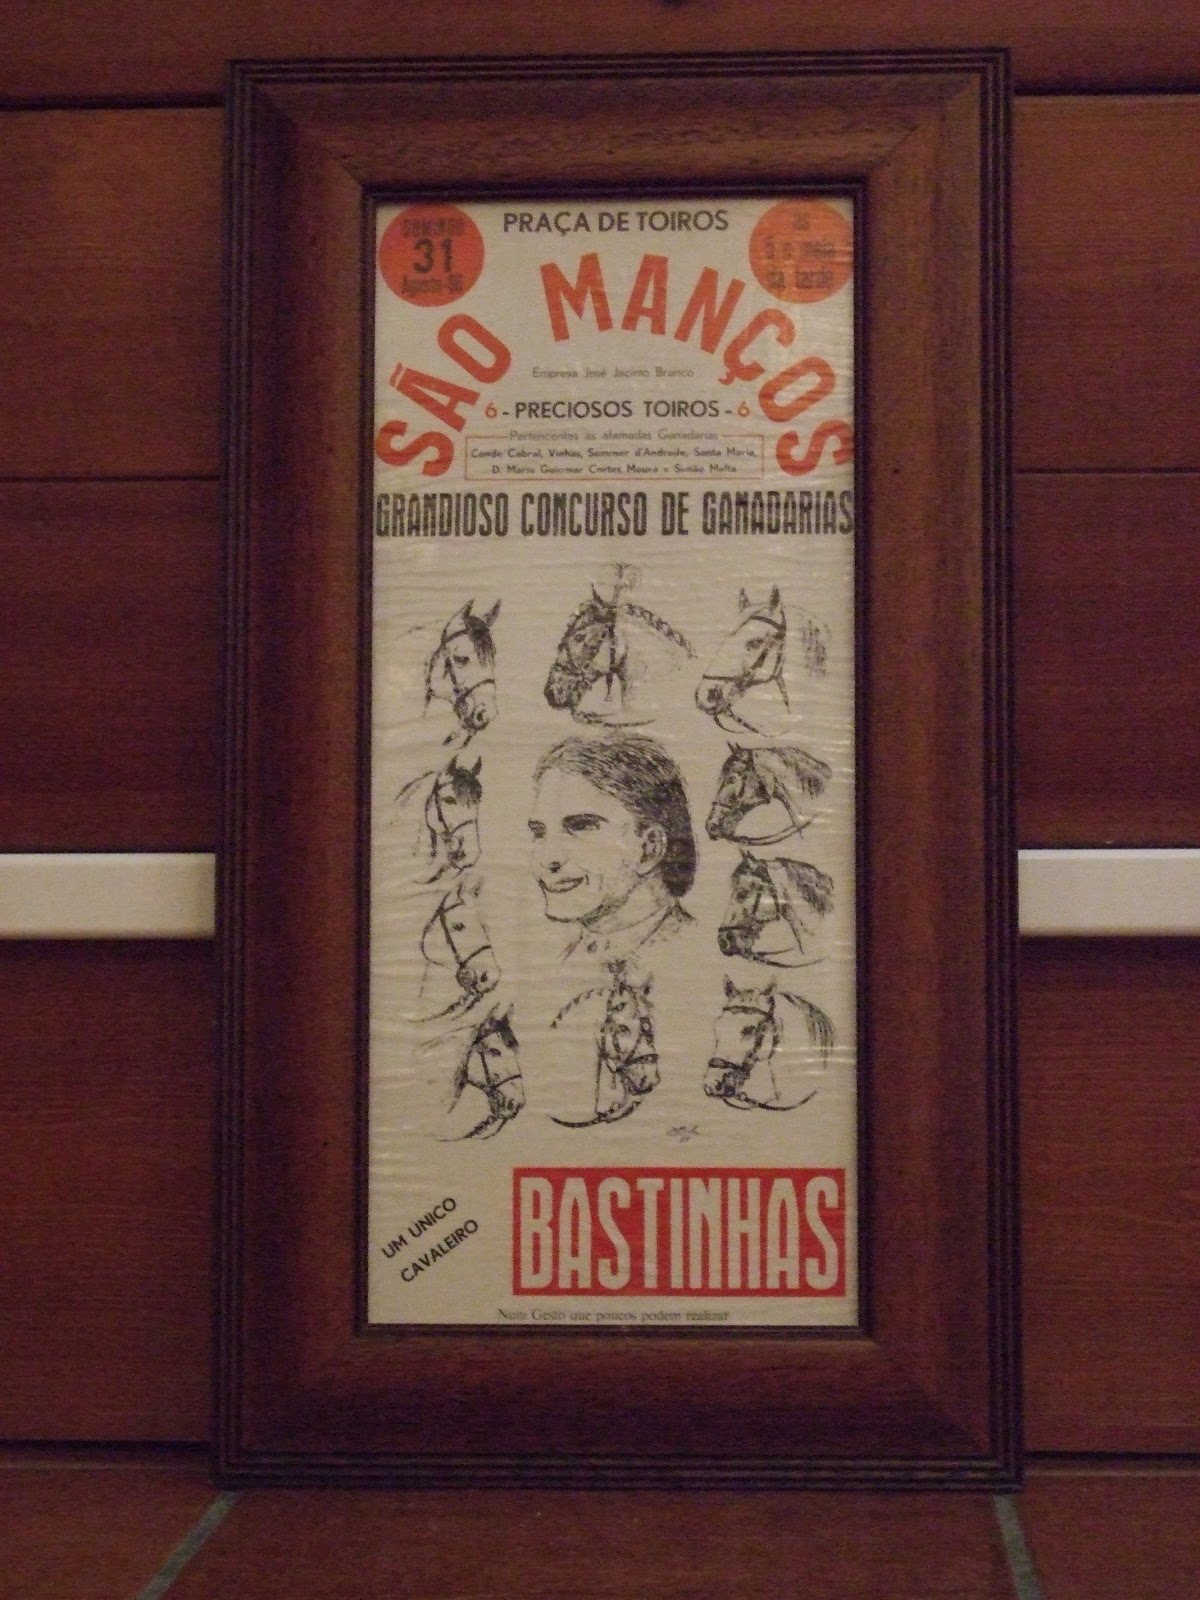 DOMINGO
31
Agosto-86
PRAÇA DE TOIROS
às
5 e meia
da tarde
SÃO MANÇOS
Empresa José Jacinto Branco
6 - PRECIOSOS TOIROS - 6
Pertencentes às afamadas Ganadarias
Conde Cabral, Vinhas, Sommer d'Andrade, Santa Maria,
D. Maria Guiomar Cortes Moura e Simão Malta
GRANDIOSO CONCURSO DE GANADARIAS
UM ÚNICO
CAVALEIRO
BASTINHAS
Num Gesto que poucos podem realizar